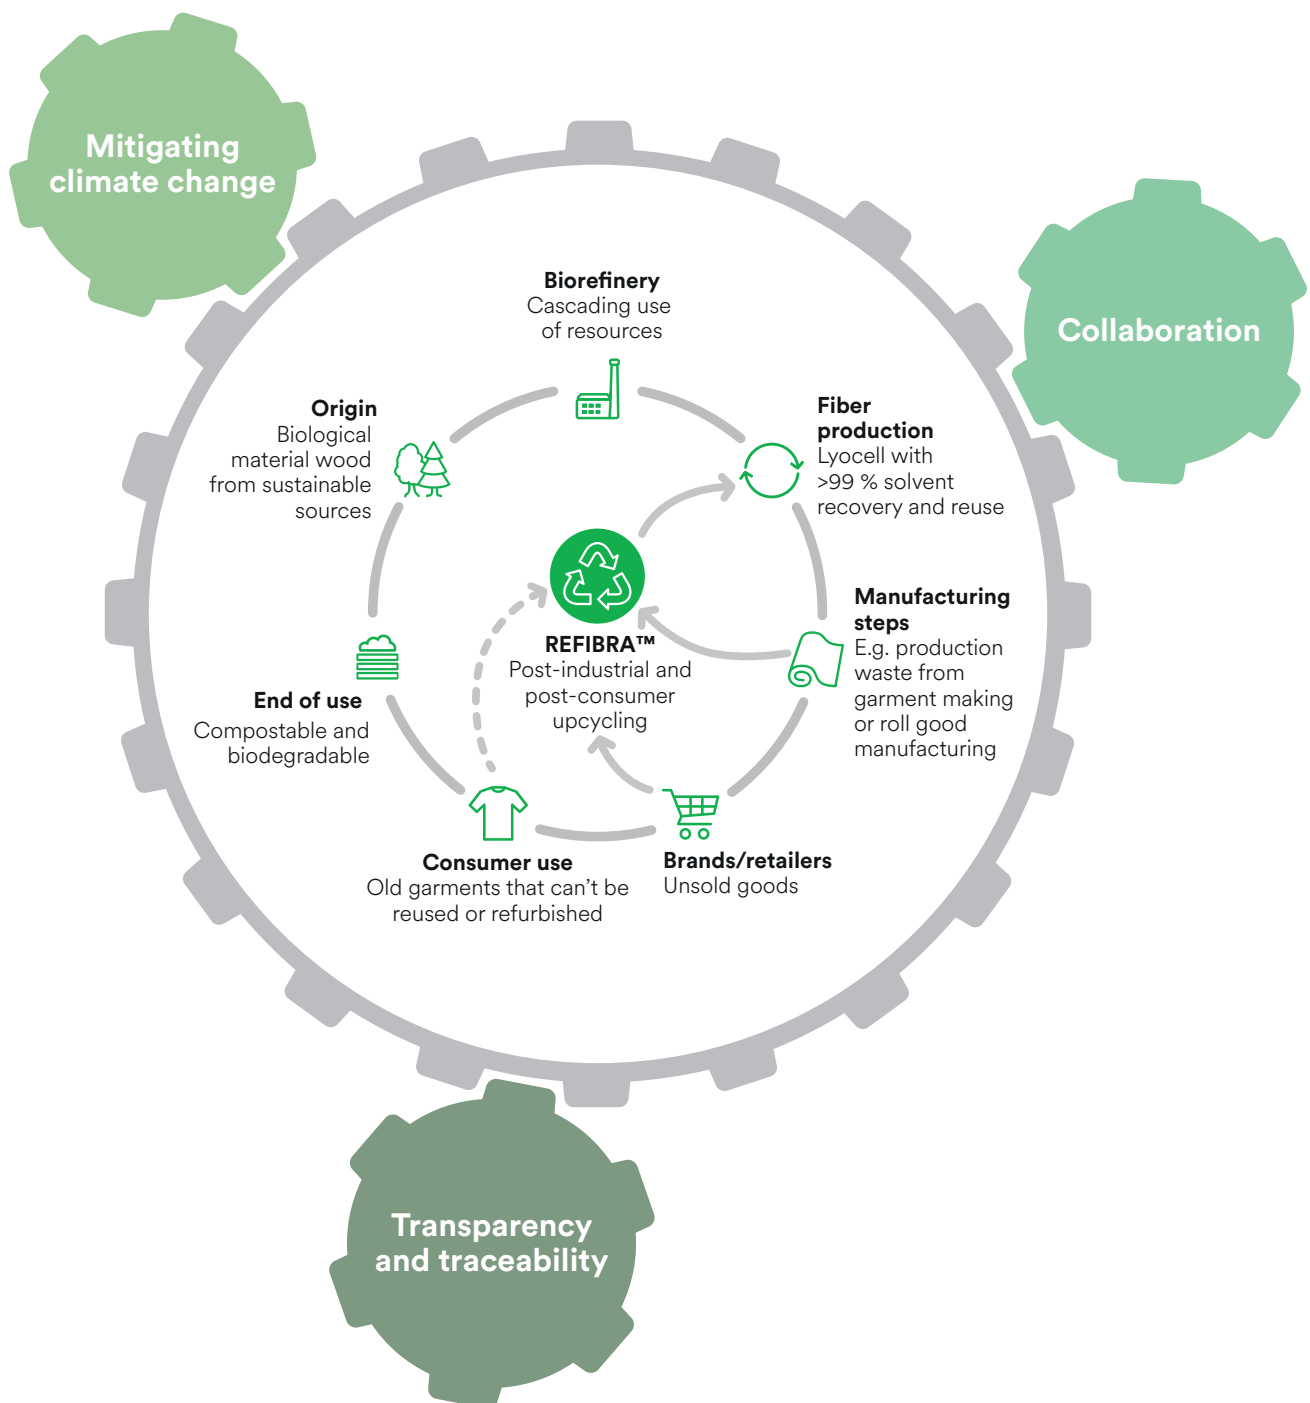 Mitigating
climate change
Collaboration
Biorefinery
Cascading use
of resources
Origin
Biological
material wood
from sustainable
sources
Fiber
production
Lyocell with
>99 % solvent
recovery and reuse
REFIBRA™
Post-industrial and
post-consumer
upcycling
Manufacturing
steps
E.g. production
waste from
garment making
or roll good
manufacturing
End of use
Compostable and
biodegradable
Consumer use
Old garments that can't be
reused or refurbished
Brands/retailers
Unsold goods
Transparency
and traceability